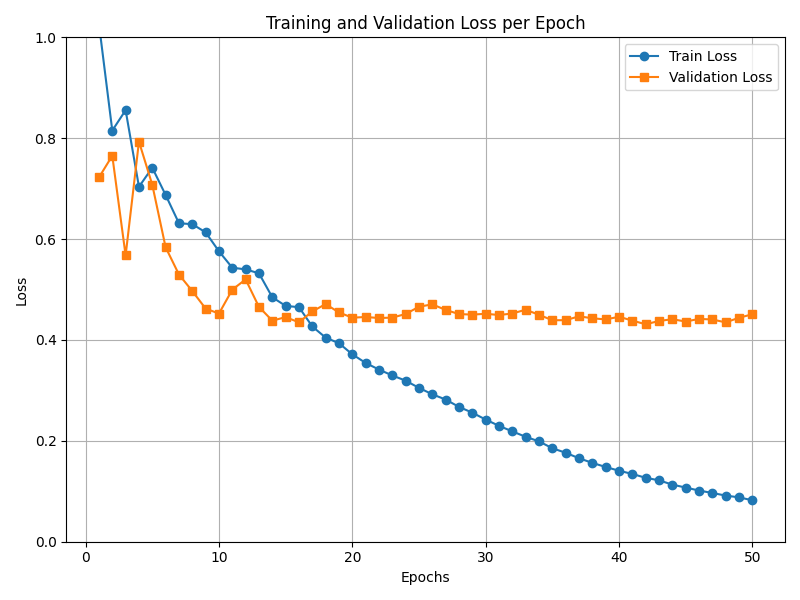 Training and Validation Loss per Epoch
1.0
Train Loss
Validation Loss
0.8
0.6
Loss
0.4
0.2
0.0
0 10 20 30 40 50
Epochs